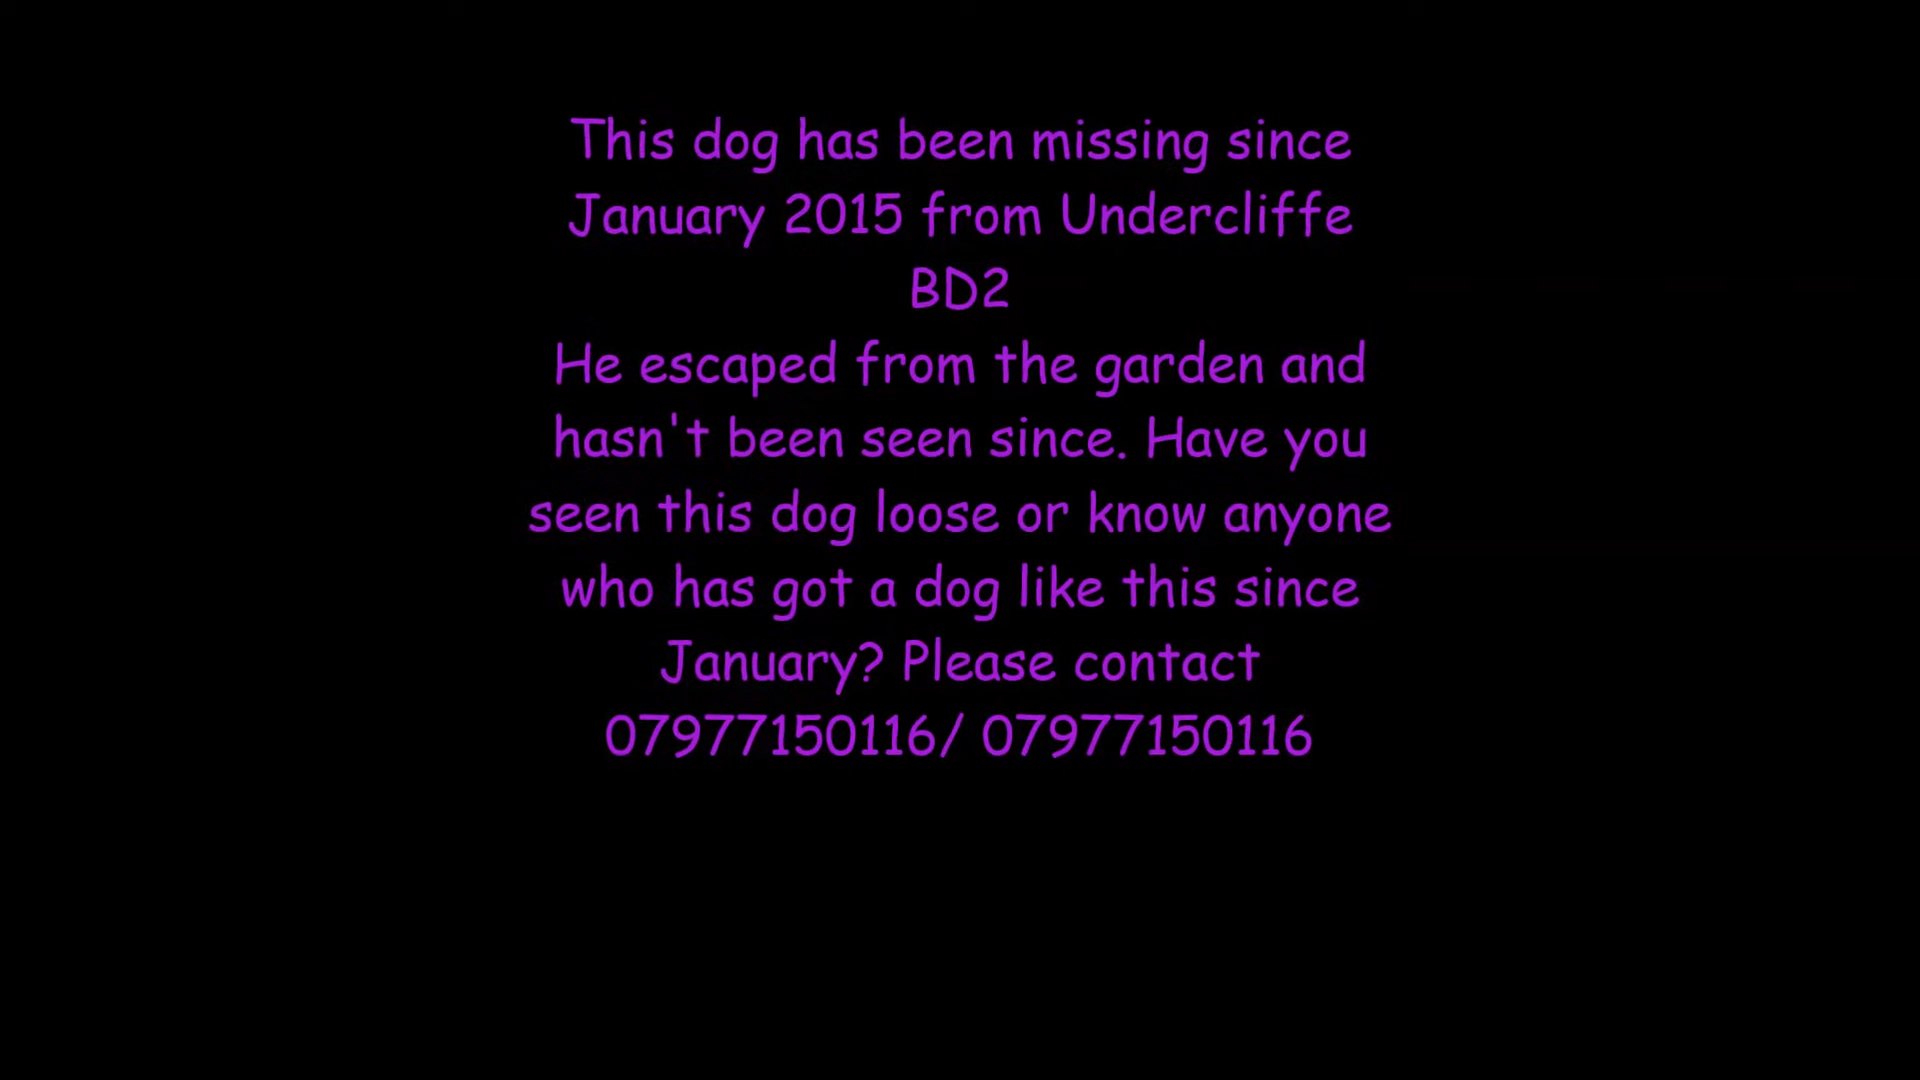 This dog has been missing since
January 2015 from Undercliffe
BD2
He escaped from the garden and
hasn't been seen since. Have you
seen this dog loose or know anyone
who has got a dog like this since
January? Please contact
07977150116/ 07977150116